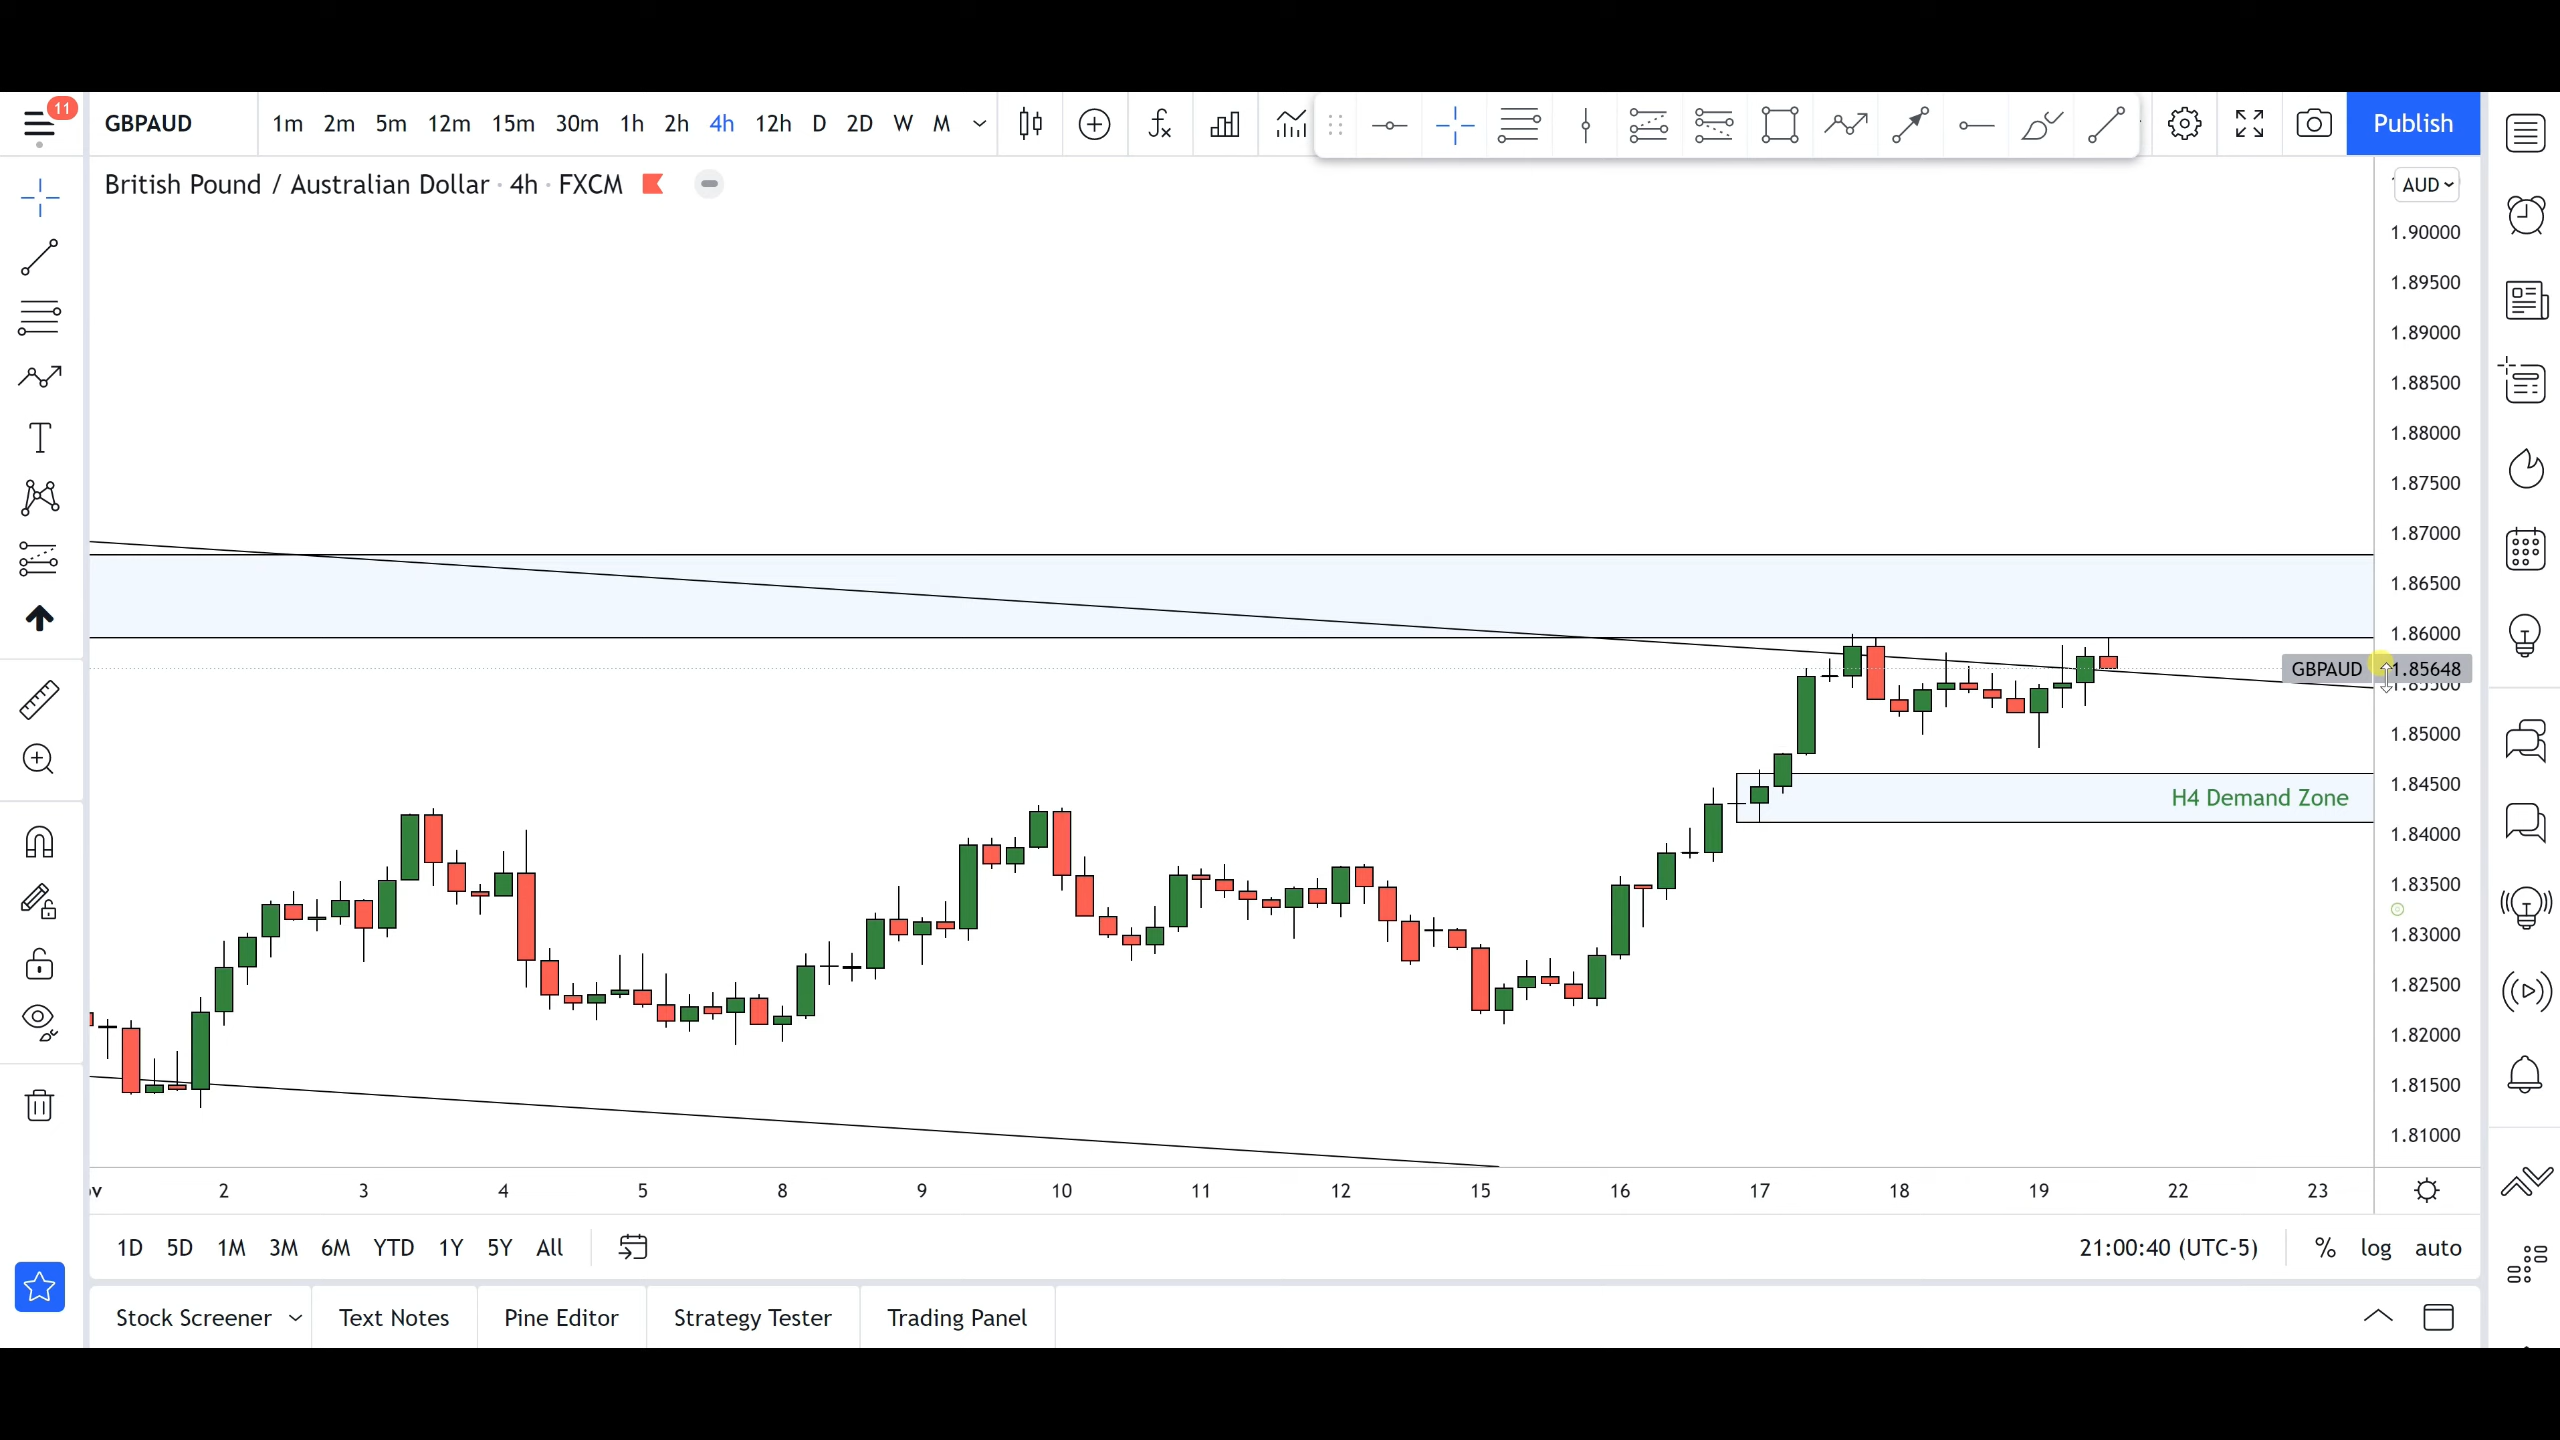 11
GBPAUD 1m 2m 5m 12m 15m 30m 1h 2h 4h 12h D 2D W M Publish
British Pound / Australian Dollar · 4h · FXCM
AUD
1.90000
1.89500
1.89000
1.88500
1.88000
1.87500
1.87000
1.86500
1.86000
GBPAUD 1.85648
1.85500
1.85000
1.84500
H4 Demand Zone
1.84000
1.83500
1.83000
1.82500
1.82000
1.81500
1.81000
ov 2 3 4 5 8 9 10 11 12 15 16 17 18 19 22 23
1D 5D 1M 3M 6M YTD 1Y 5Y All 21:00:40 (UTC-5) % log auto
Stock Screener Text Notes Pine Editor Strategy Tester Trading Panel